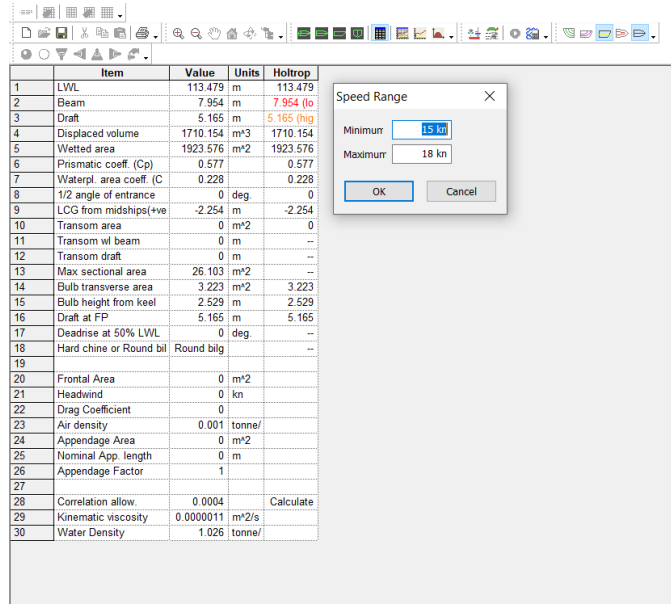 Item Value Units Holtrop
1 LWL 113.479 m 113.479
2 Beam 7.954 m 7.954 (lo
3 Draft 5.165 m 5.165 (hig
4 Displaced volume 1710.154 m^3 1710.154
5 Wetted area 1923.576 m^2 1923.576
6 Prismatic coeff. (Cp) 0.577 0.577
7 Waterpl. area coeff. (C 0.228 0.228
8 1/2 angle of entrance 0 deg. 0
9 LCG from midships(+ve -2.254 m -2.254
10 Transom area 0 m^2 0
11 Transom wl beam 0 m --
12 Transom draft 0 m --
13 Max sectional area 26.103 m^2 --
14 Bulb transverse area 3.223 m^2 3.223
15 Bulb height from keel 2.529 m 2.529
16 Draft at FP 5.165 m 5.165
17 Deadrise at 50% LWL 0 deg. --
18 Hard chine or Round bil Round bilg --
19
20 Frontal Area 0 m^2
21 Headwind 0 kn
22 Drag Coefficient 0
23 Air density 0.001 tonne/
24 Appendage Area 0 m^2
25 Nominal App. length 0 m
26 Appendage Factor 1
27
28 Correlation allow. 0.0004 Calculate
29 Kinematic viscosity 0.0000011 m^2/s
30 Water Density 1.026 tonne/
Speed Range
Minimum 15 kn
Maximum 18 kn
OK Cancel